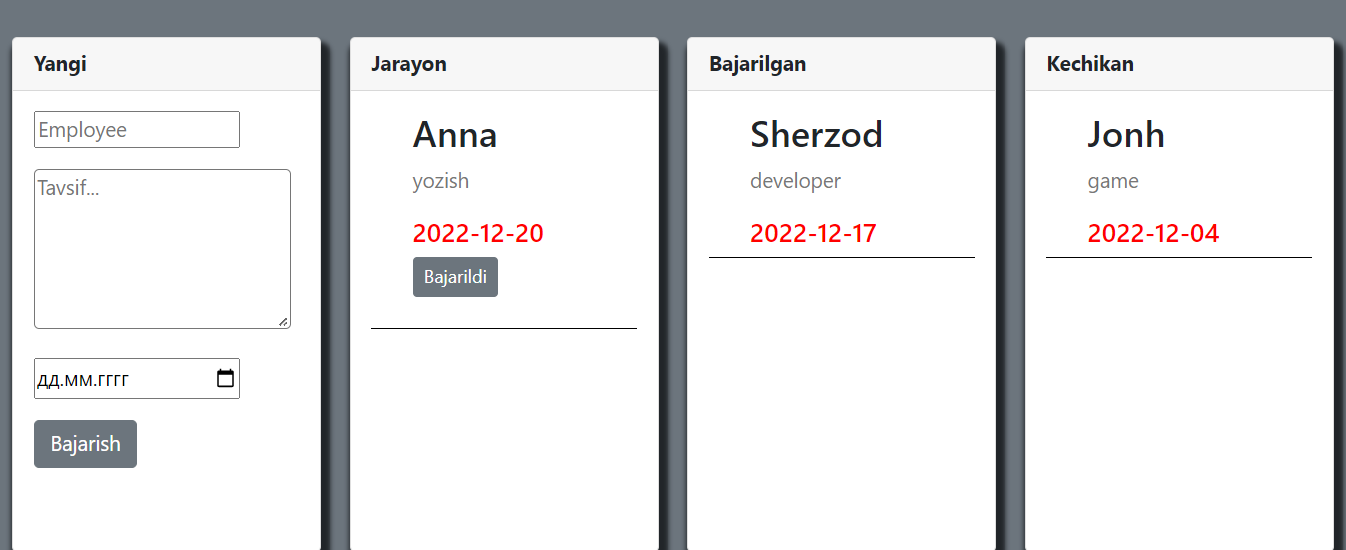 Yangi
Employee
Tavsif...
дд.мм.гггг
Bajarish
Jarayon
Anna
yozish
2022-12-20
Bajarildi
Bajarilgan
Sherzod
developer
2022-12-17
Kechikan
Jonh
game
2022-12-04